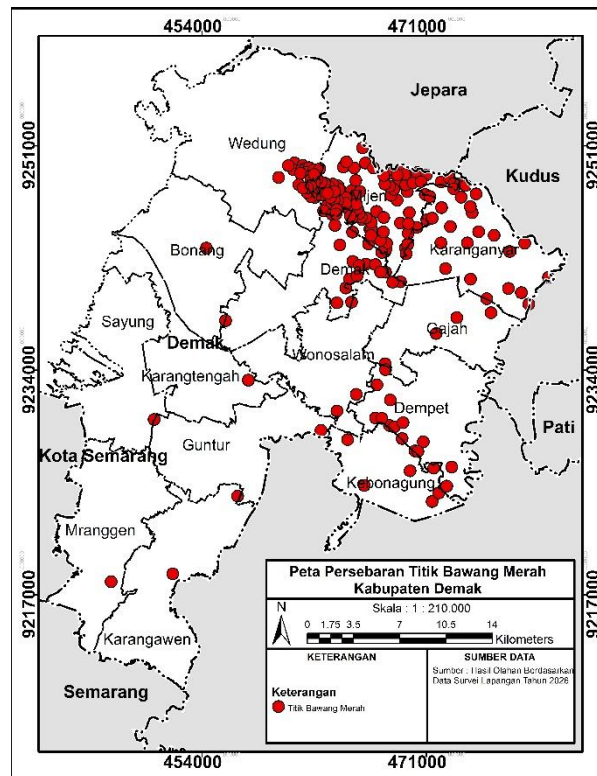 454000
471000
Jepara
9251000
9251000
Wedung
Kudus
Mijen
Bonang
Karanganyar
Demak
Sayung
Gajah
Demak
Wonosalam
9234000
9234000
Karangtengah
Dempet
Pati
Kota Semarang
Guntur
Kebonagung
Mranggen
Peta Persebaran Titik Bawang Merah
Kabupaten Demak
Skala : 1 : 210.000
N
0 1.75 3.5 7 10.5 14
Kilometers
9217000
9217000
Karangawen
KETERANGAN
SUMBER DATA
Sumber : Hasil Olahan Berdasarkan
Data Survei Lapangan Tahun 2026
Semarang
Keterangan
Titik Bawang Merah
454000
471000